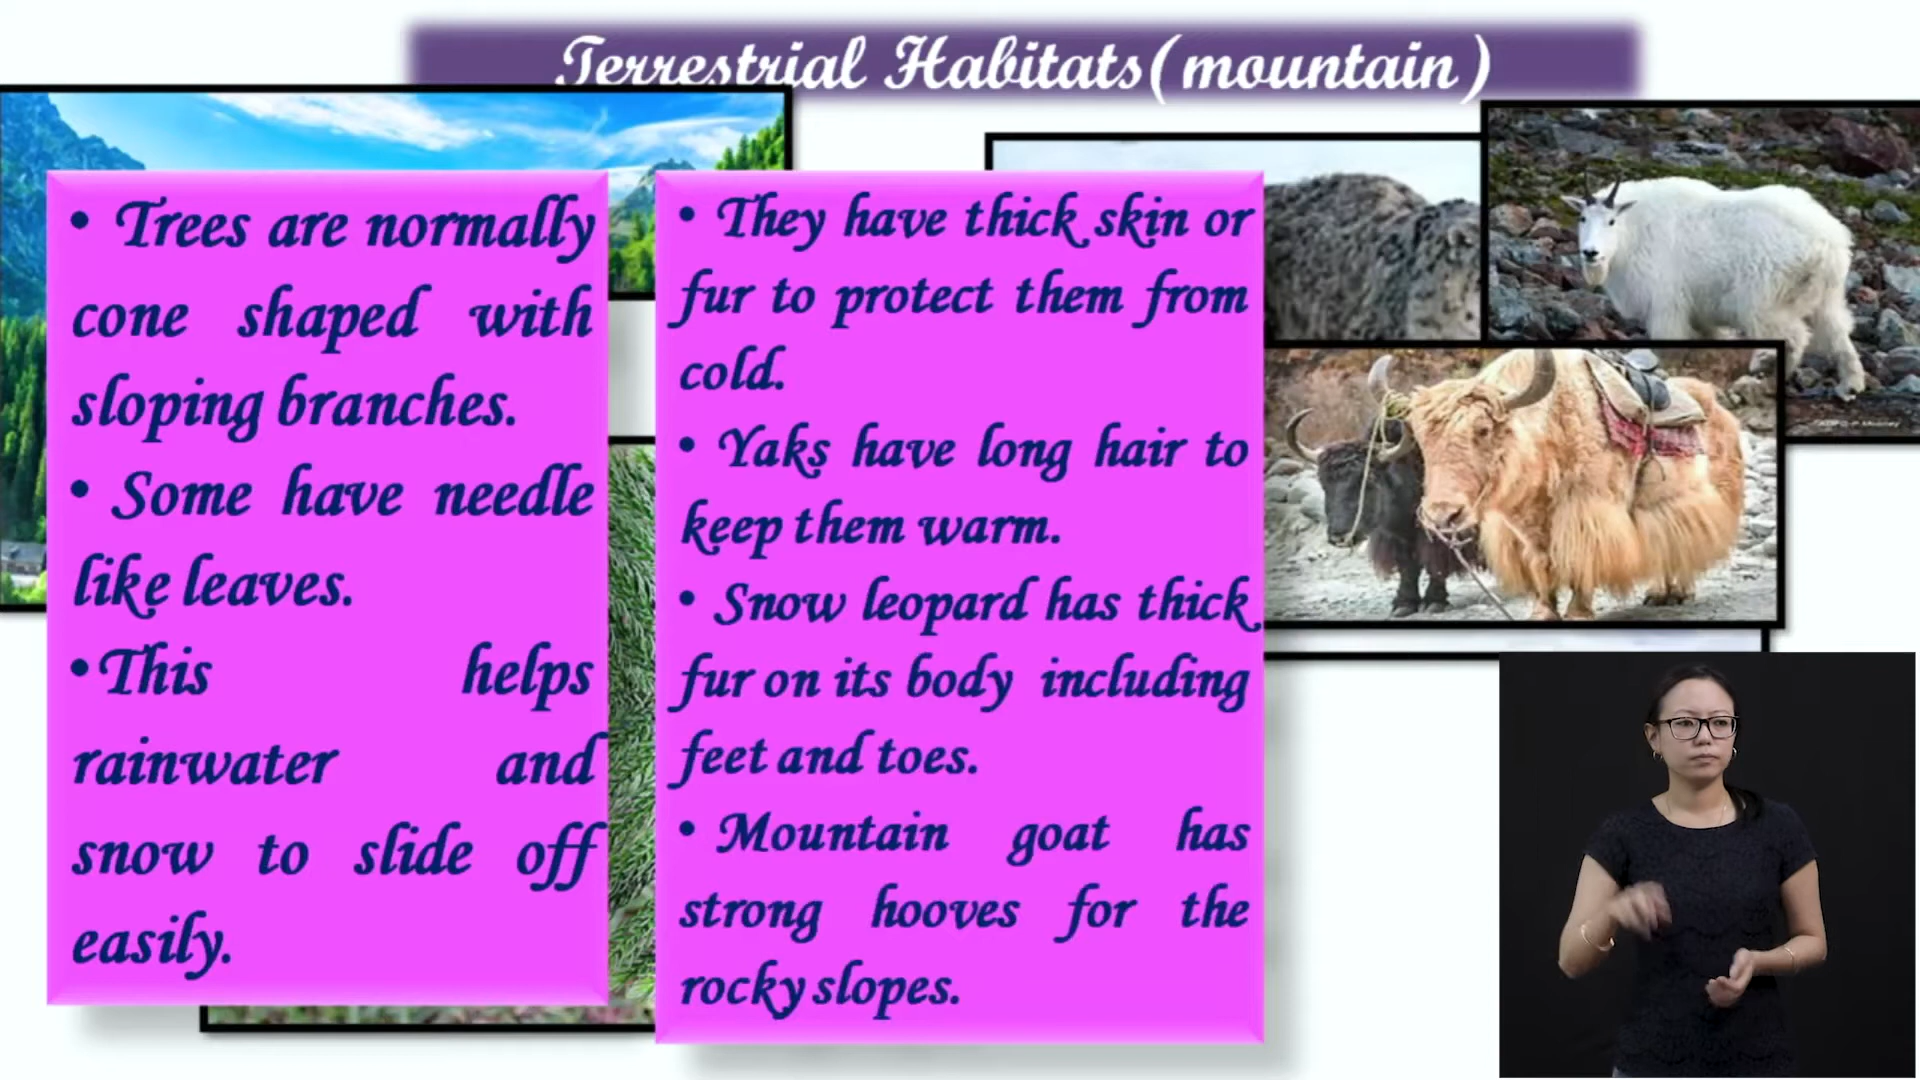 Terrestrial Habitats(mountain)
• Trees are normally
cone shaped with
sloping branches.
• Some have needle
like leaves.
•This helps
rainwater and
snow to slide off
easily.
• They have thick skin or
fur to protect them from
cold.
• Yaks have long hair to
keep them warm.
• Snow leopard has thick
fur on its body including
feet and toes.
• Mountain goat has
strong hooves for the
rocky slopes.